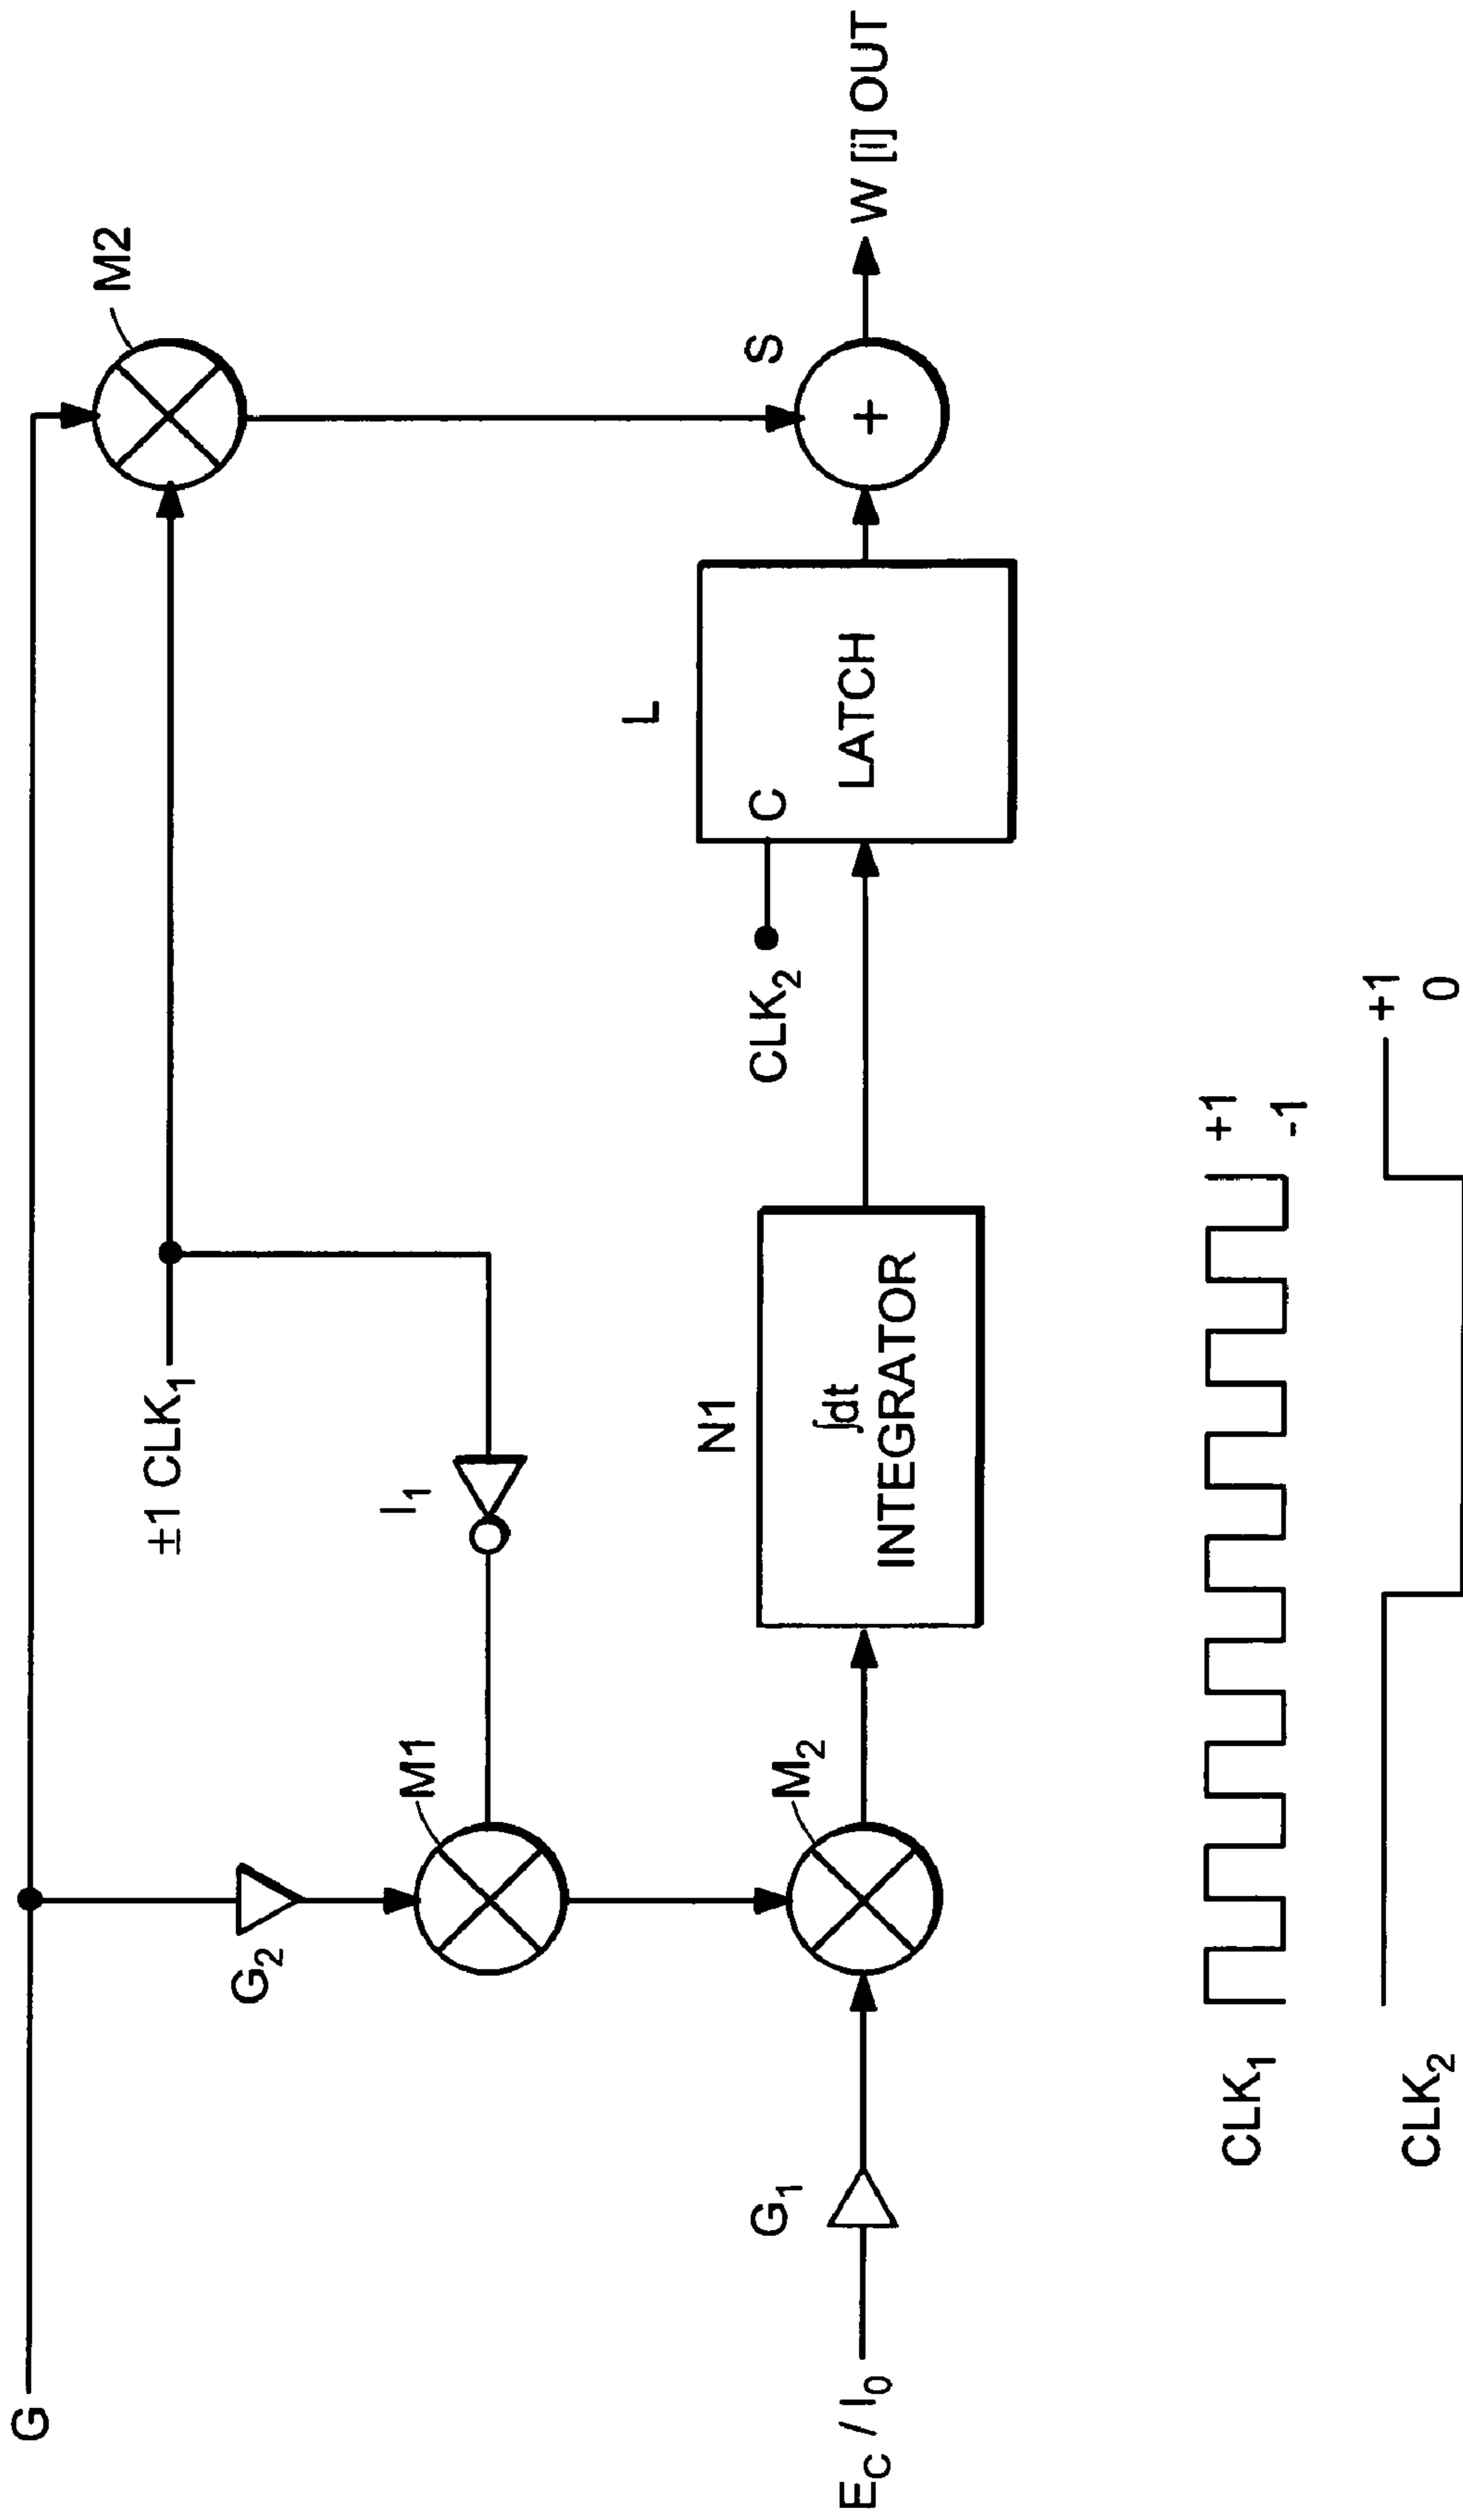 G
±1 CLK₁
M2
G₂
I₁
M1
E_C / I₀
G₁
M₂
N1
∫dt
INTEGRATOR
CLK₂
L
C
LATCH
S
+
W [i] OUT
CLK₁
+1
-1
CLK₂
+1
0